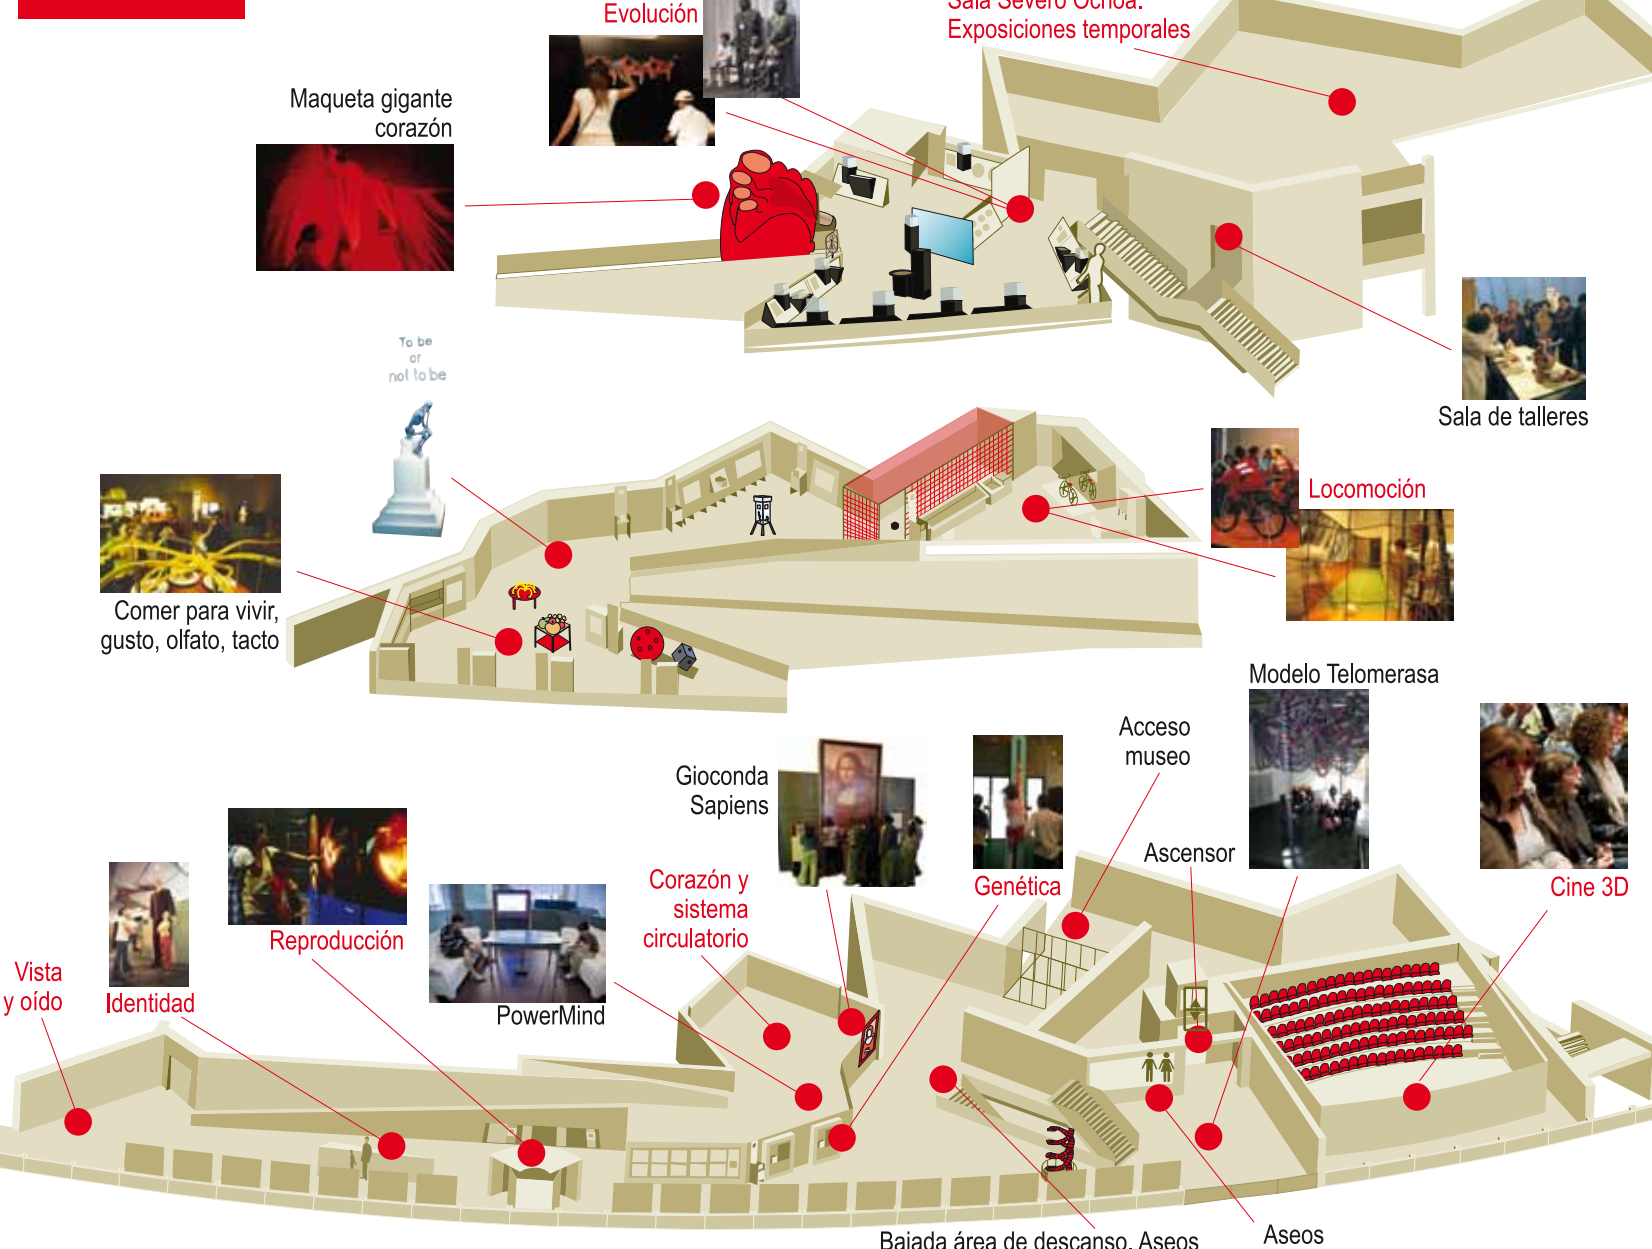 Evolución
Sala Severo Ochoa.
Exposiciones temporales
Maqueta gigante
corazón
To be
or
not to be
Sala de talleres
Locomoción
Comer para vivir,
gusto, olfato, tacto
Modelo Telomerasa
Acceso
museo
Gioconda
Sapiens
Ascensor
Corazón y
sistema
circulatorio
Genética
Cine 3D
Reproducción
Vista
y oído
Identidad
PowerMind
Bajada área de descanso. Aseos
Aseos